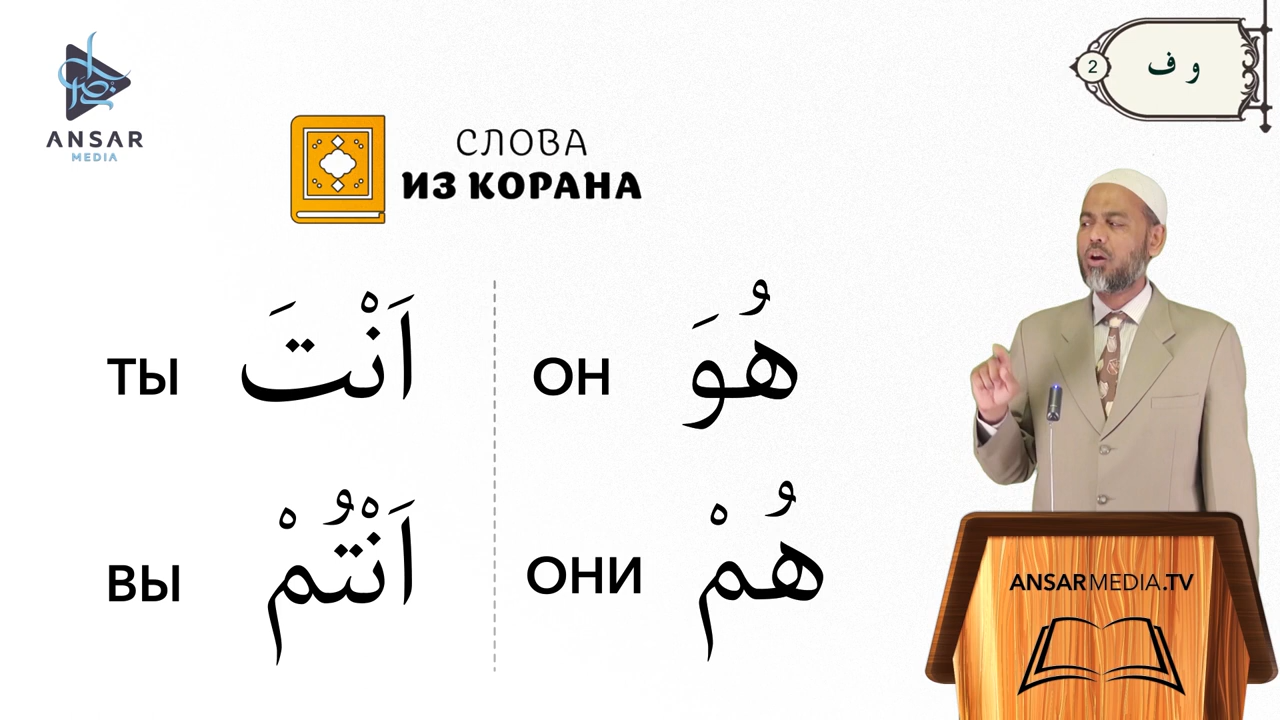 ANSAR
MEDIA
2
و ف
СЛОВА
ИЗ КОРАНА
ты اَنْتَ
он هُوَ
вы اَنْتُمْ
они هُمْ
ANSARMEDIA.TV